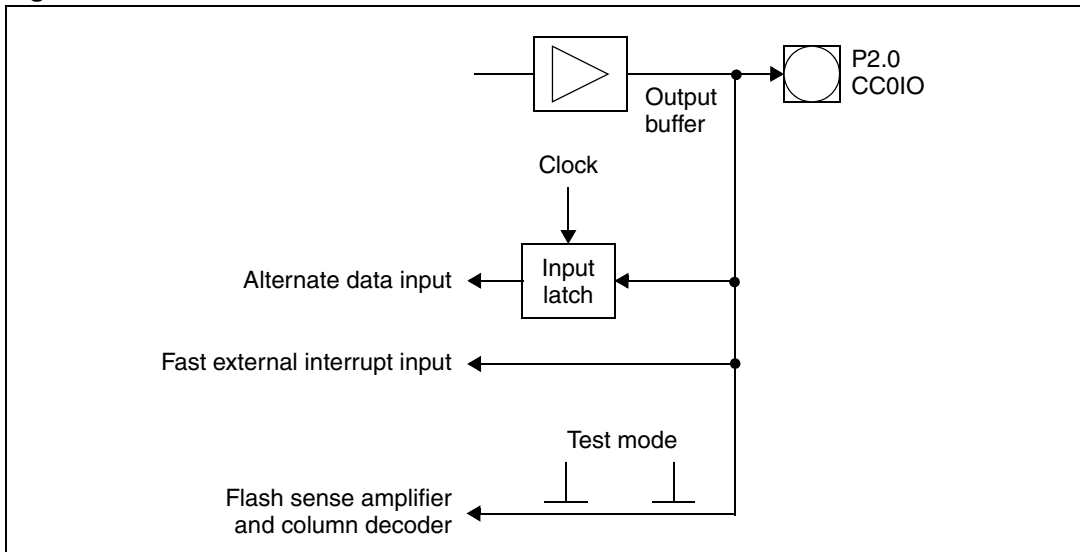 P2.0
CC0IO
Output
buffer
Clock
Input
latch
Alternate data input
Fast external interrupt input
Test mode
Flash sense amplifier
and column decoder